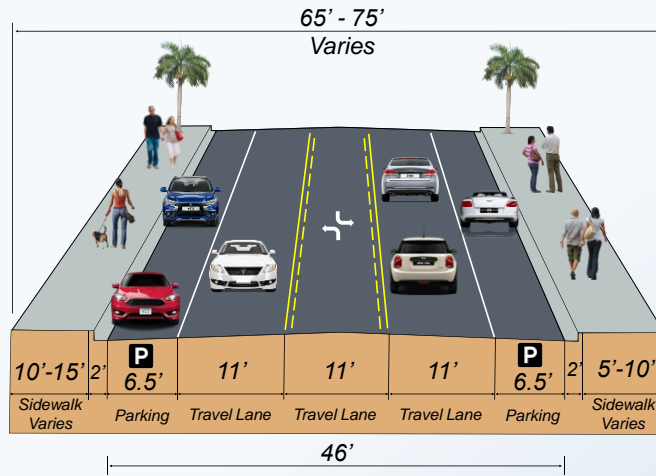 65' - 75'
Varies
10'-15'
2'
P
6.5'
11'
11'
11'
P
6.5'
2'
5'-10'
Sidewalk
Varies
Parking
Travel Lane
Travel Lane
Travel Lane
Parking
Sidewalk
Varies
46'